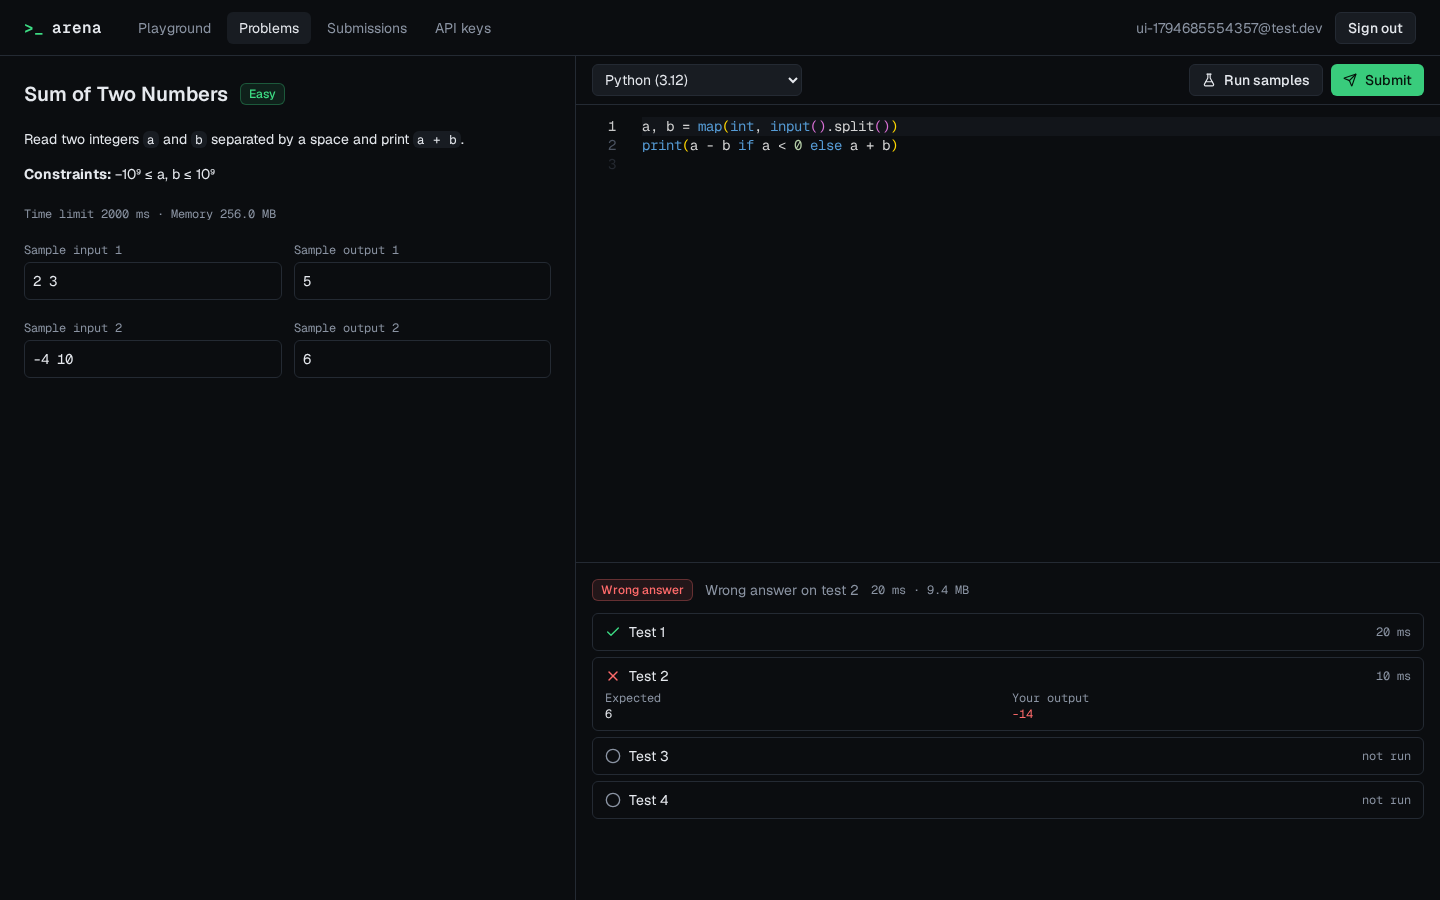 >_ arena Playground Problems Submissions API keys ui-1794685554357@test.dev Sign out
Sum of Two Numbers Easy
Read two integers a and b separated by a space and print a + b.
Constraints: −10⁹ ≤ a, b ≤ 10⁹
Time limit 2000 ms · Memory 256.0 MB
Sample input 1 Sample output 1
2 3 5
Sample input 2 Sample output 2
-4 10 6
Python (3.12) Run samples Submit
1 a, b = map(int, input().split())
2 print(a - b if a < 0 else a + b)
3
Wrong answer Wrong answer on test 2 20 ms · 9.4 MB
Test 1 20 ms
Test 2 10 ms
Expected Your output
6 -14
Test 3 not run
Test 4 not run